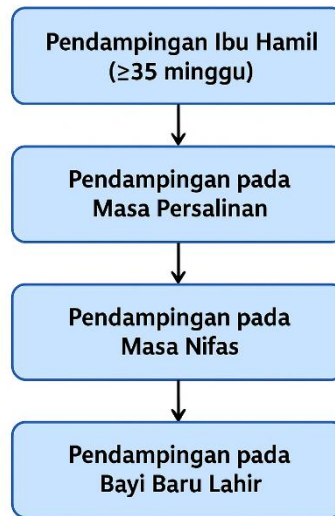 Pendampingan Ibu Hamil
(≥35 minggu)
Pendampingan pada
Masa Persalinan
Pendampingan pada
Masa Nifas
Pendampingan pada
Bayi Baru Lahir